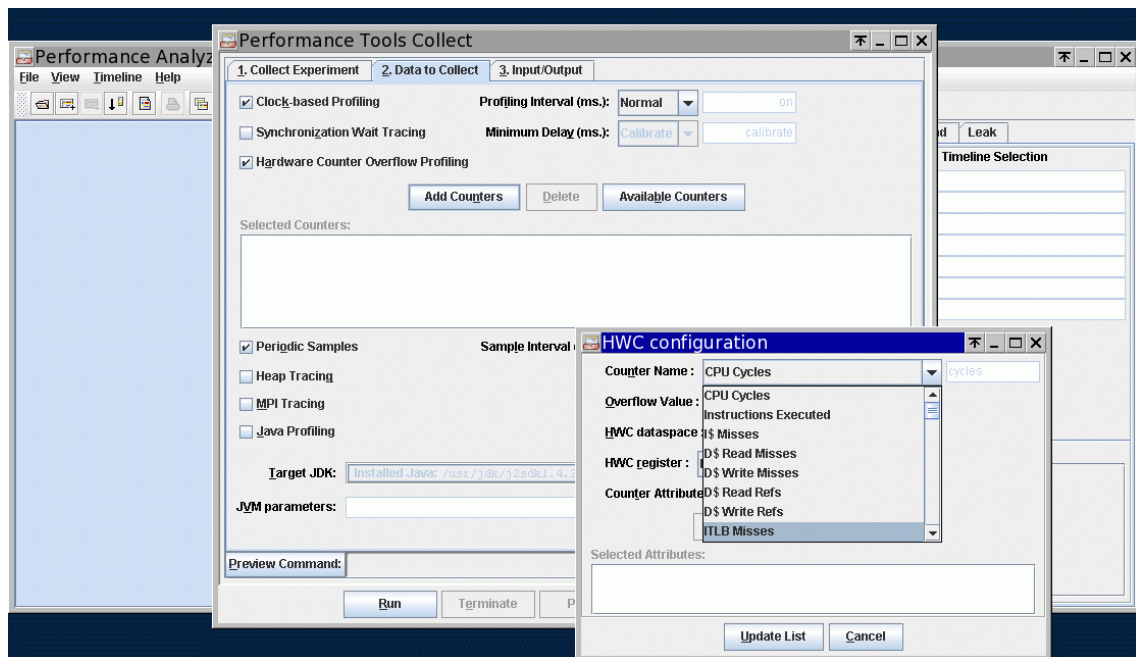 Performance Analyz
File View Timeline Help
Performance Tools Collect
1. Collect Experiment 2. Data to Collect 3. Input/Output
Clock-based Profiling Profiling Interval (ms.): Normal on
Synchronization Wait Tracing Minimum Delay (ms.): Calibrate calibrate
Hardware Counter Overflow Profiling
Add Counters Delete Available Counters
Selected Counters:
Periodic Samples Sample Interval
Heap Tracing
MPI Tracing
Java Profiling
Target JDK: Installed Java: /usr/jdk/j2sdk1.4.2
JVM parameters:
Preview Command:
Run Terminate P
d Leak
Timeline Selection
HWC configuration
Counter Name : CPU Cycles cycles
Overflow Value :
HWC dataspace
HWC register :
Counter Attribute
CPU Cycles
Instructions Executed
I$ Misses
D$ Read Misses
D$ Write Misses
D$ Read Refs
D$ Write Refs
ITLB Misses
Selected Attributes:
Update List Cancel